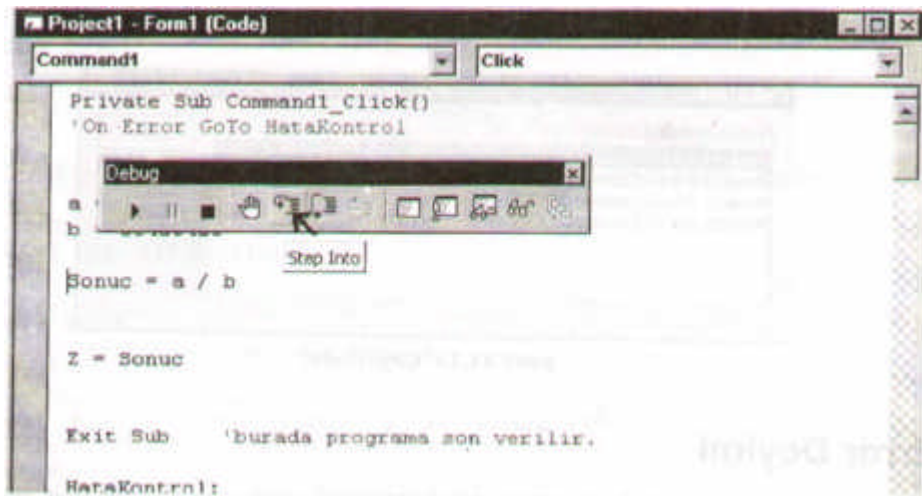 Project1 - Form1 (Code)
Command1 Click
Private Sub Command1_Click()
'On Error GoTo HataKontrol
Debug
a
b
Step Into
Sonuc = a / b
Z = Sonuc
Exit Sub 'burada programa son verilir.
HataKontrol: